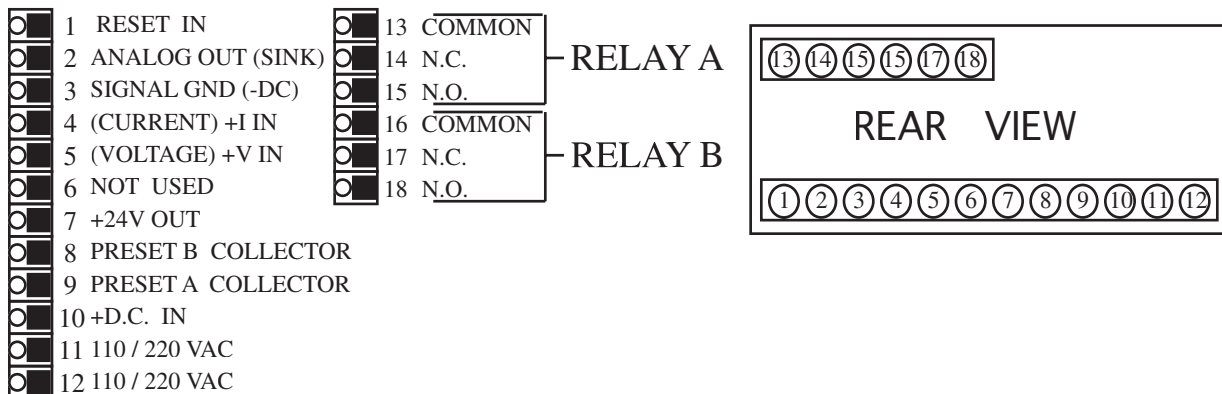 1 RESET IN
2 ANALOG OUT (SINK)
3 SIGNAL GND (-DC)
4 (CURRENT) +I IN
5 (VOLTAGE) +V IN
6 NOT USED
7 +24V OUT
8 PRESET B COLLECTOR
9 PRESET A COLLECTOR
10 +D.C. IN
11 110 / 220 VAC
12 110 / 220 VAC
13 COMMON
14 N.C.
15 N.O.
RELAY A
16 COMMON
17 N.C.
18 N.O.
RELAY B
13 14 15 15 17 18
REAR VIEW
1 2 3 4 5 6 7 8 9 10 11 12